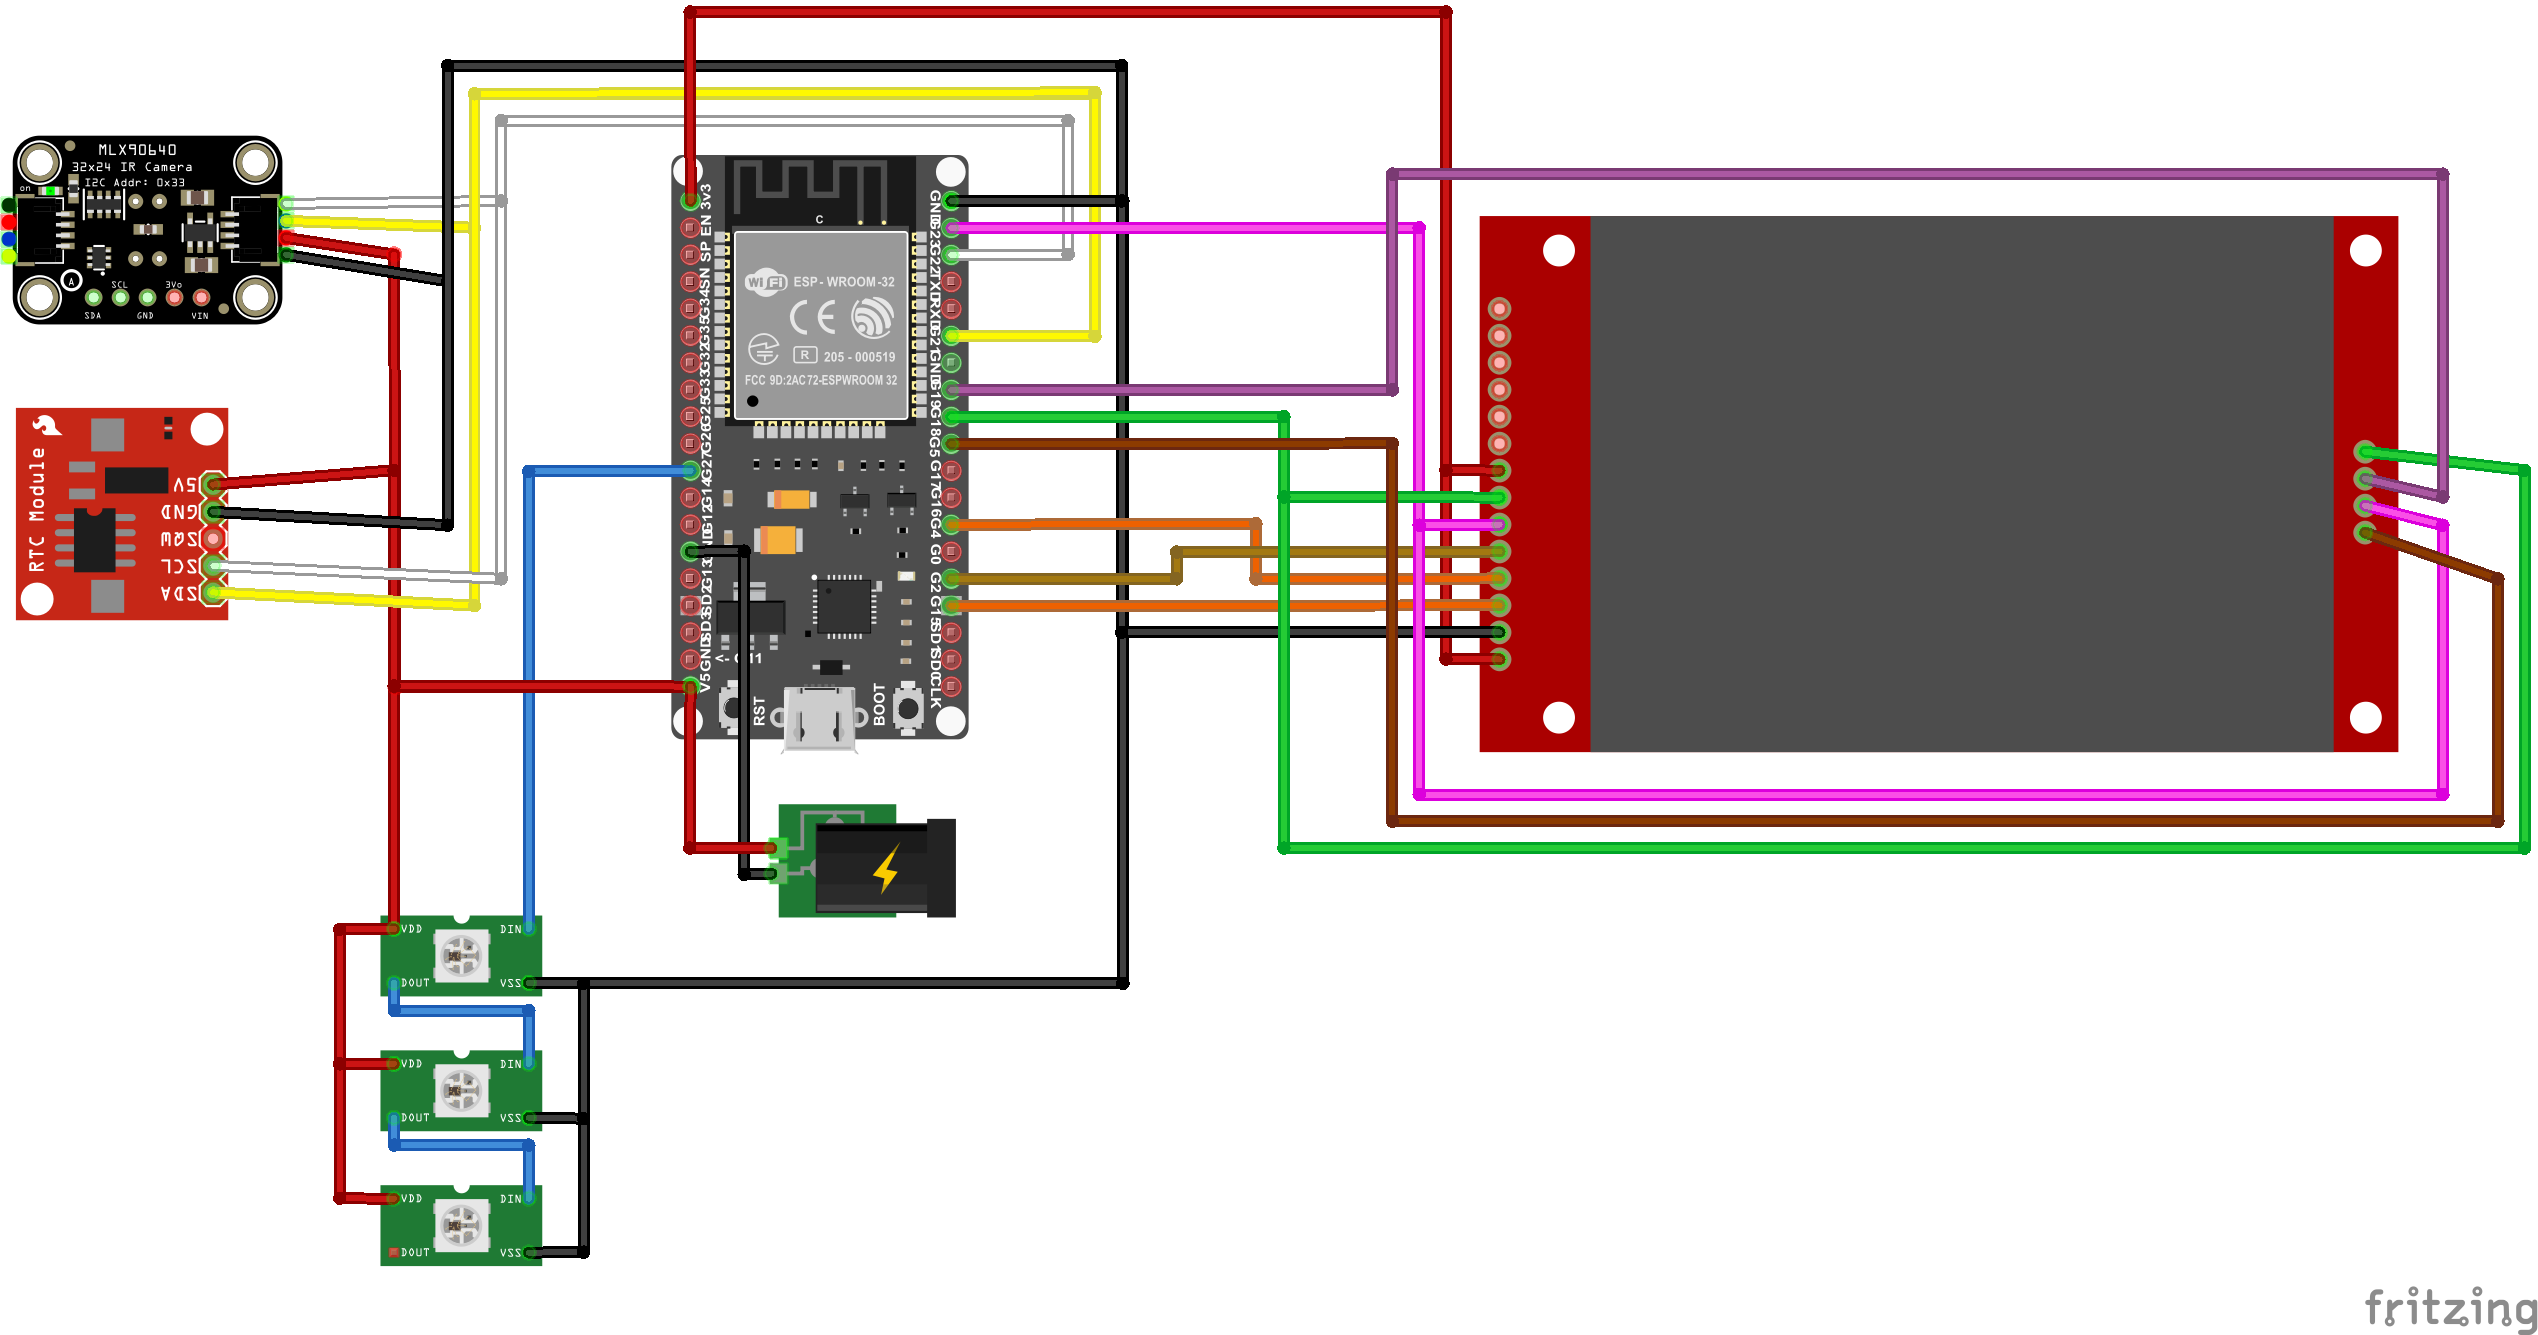 MLX90640
32x24 IR Camera
I2C Addr: 0x33
on
A
SCL
3Vo
SDA
GND
VIN
RTC Module
5V
GND
SQW
SCL
SDA
3v3
EN
SP
SN
G34
G35
G32
G33
G25
G26
G27
G14
G12
G13
SD2
SD3
GND
V5
C
WiFi
ESP - WROOM-32
CE
R
205 - 000519
FCC 9D:2AC72-ESPWROOM 32
GND
G23
G22
TXD
RXD
G21
GND
G19
G18
G5
G17
G16
G4
G0
G2
G15
SD1
SD0
CLK
RST
BOOT
VDD
DIN
DOUT
VSS
VDD
DIN
DOUT
VSS
VDD
DIN
DOUT
VSS
fritzing